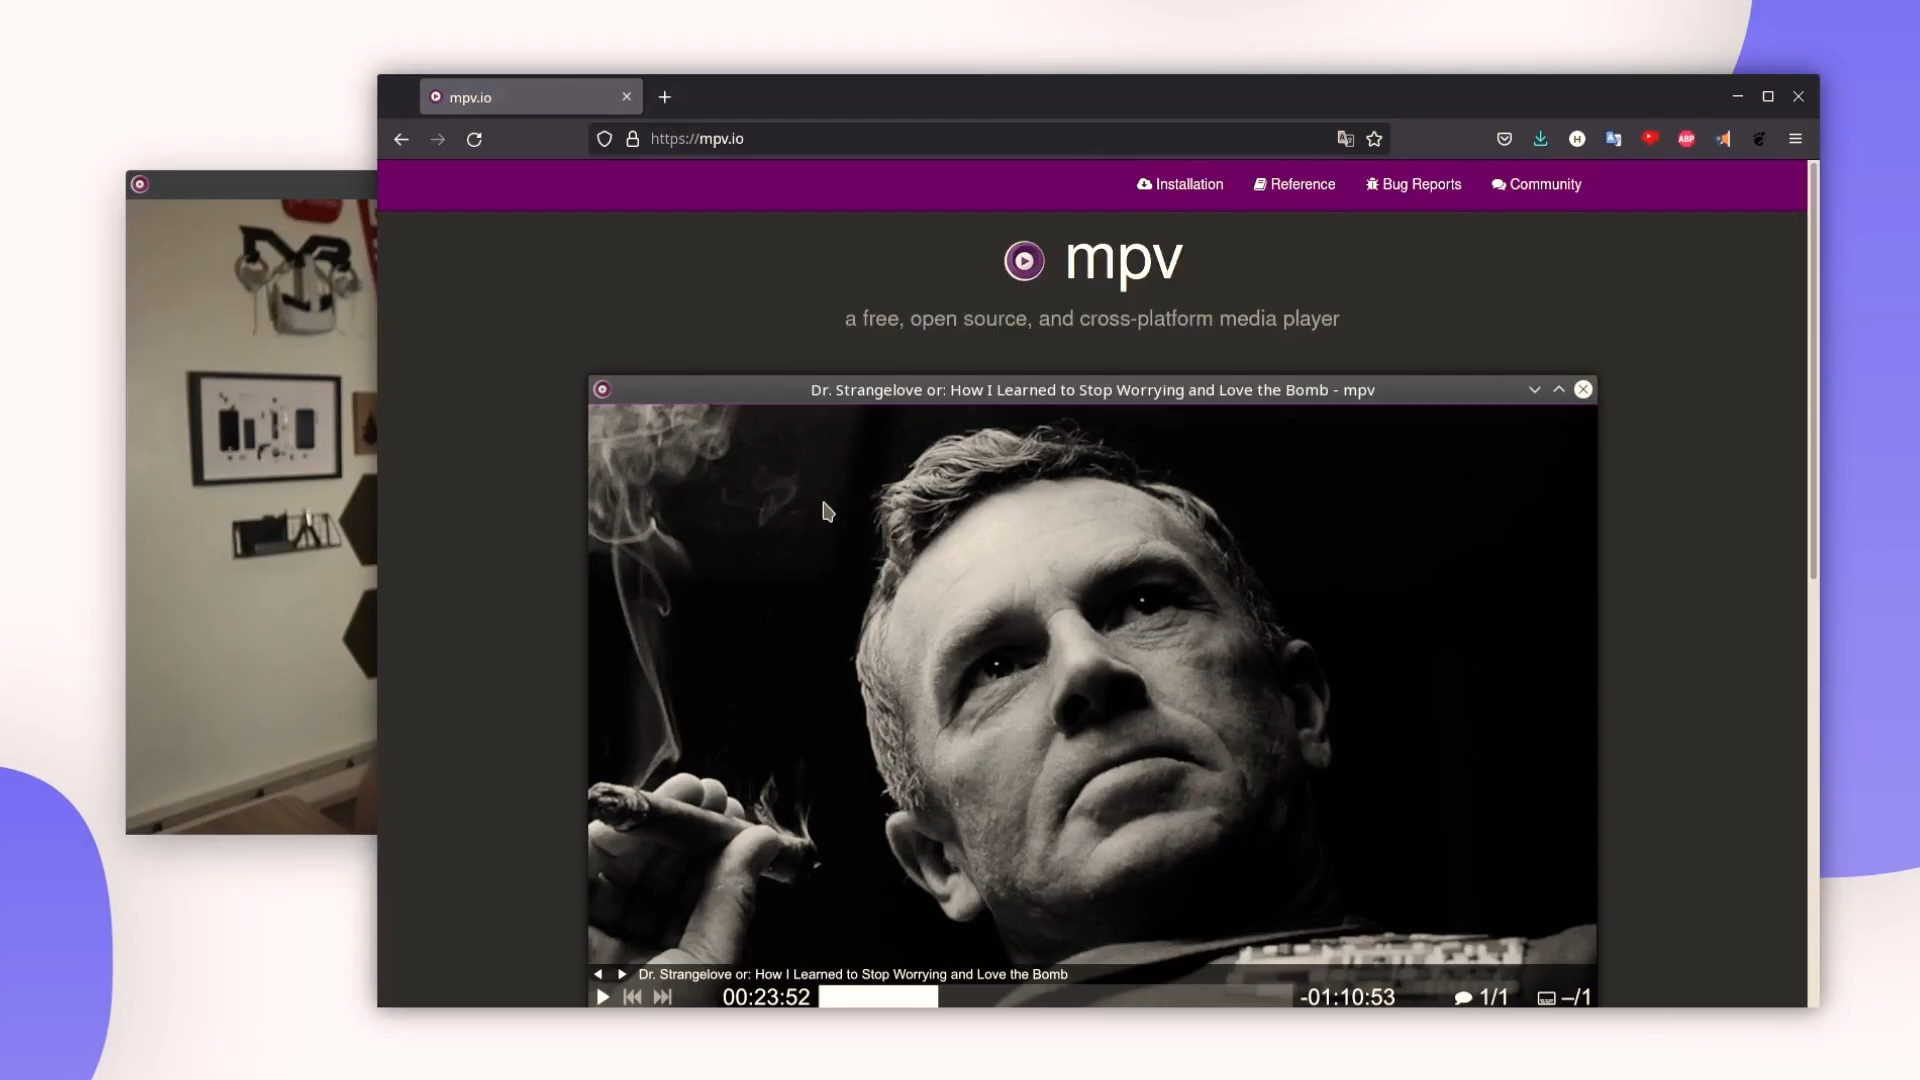 mpv.io
https://mpv.io
H
ABP
Installation
Reference
Bug Reports
Community
mpv
a free, open source, and cross-platform media player
Dr. Strangelove or: How I Learned to Stop Worrying and Love the Bomb - mpv
Dr. Strangelove or: How I Learned to Stop Worrying and Love the Bomb
00:23:52
-01:10:53
1/1
–/1